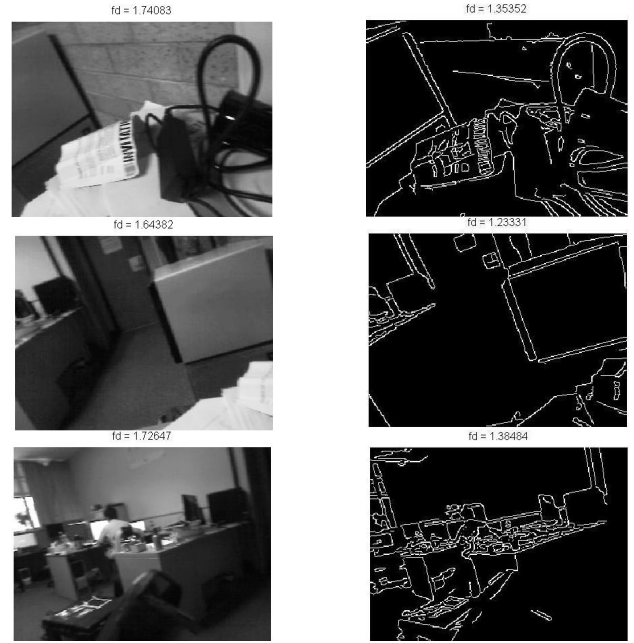 fd = 1.74083
fd = 1.35352
fd = 1.64382
fd = 1.23331
fd = 1.72647
fd = 1.38484